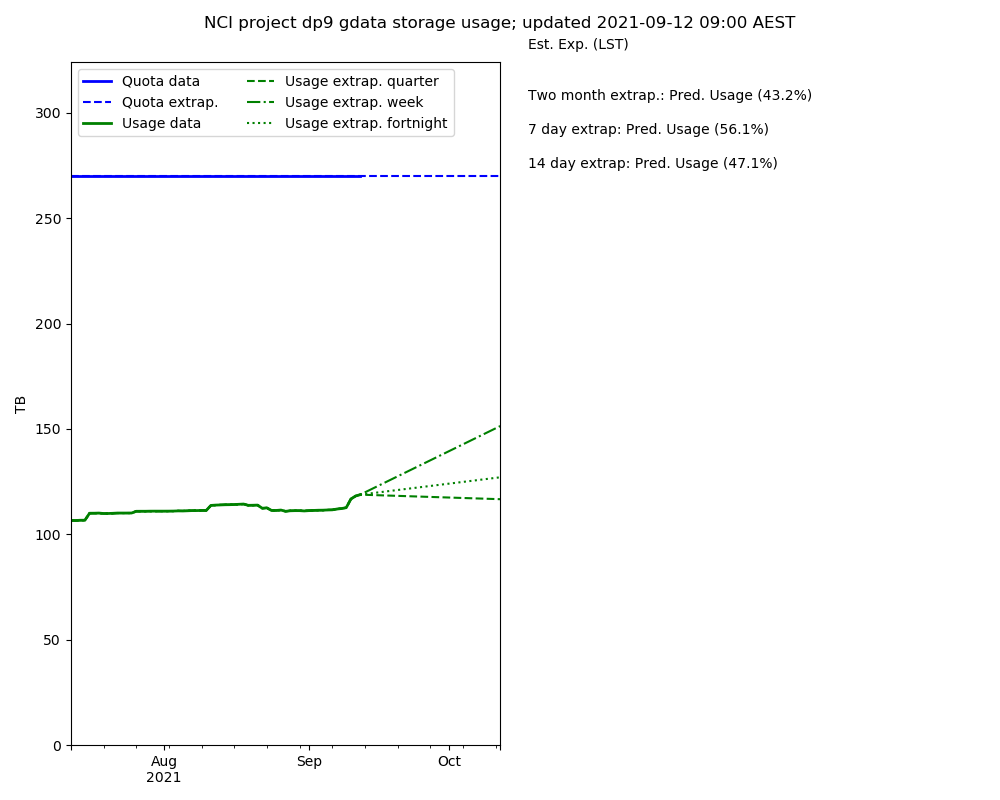 NCI project dp9 gdata storage usage; updated 2021-09-12 09:00 AEST
Est. Exp. (LST)
Two month extrap.: Pred. Usage (43.2%)
7 day extrap: Pred. Usage (56.1%)
14 day extrap: Pred. Usage (47.1%)
Quota data
Quota extrap.
Usage data
Usage extrap. quarter
Usage extrap. week
Usage extrap. fortnight
300
250
200
150
100
50
0
TB
Aug
2021
Sep
Oct